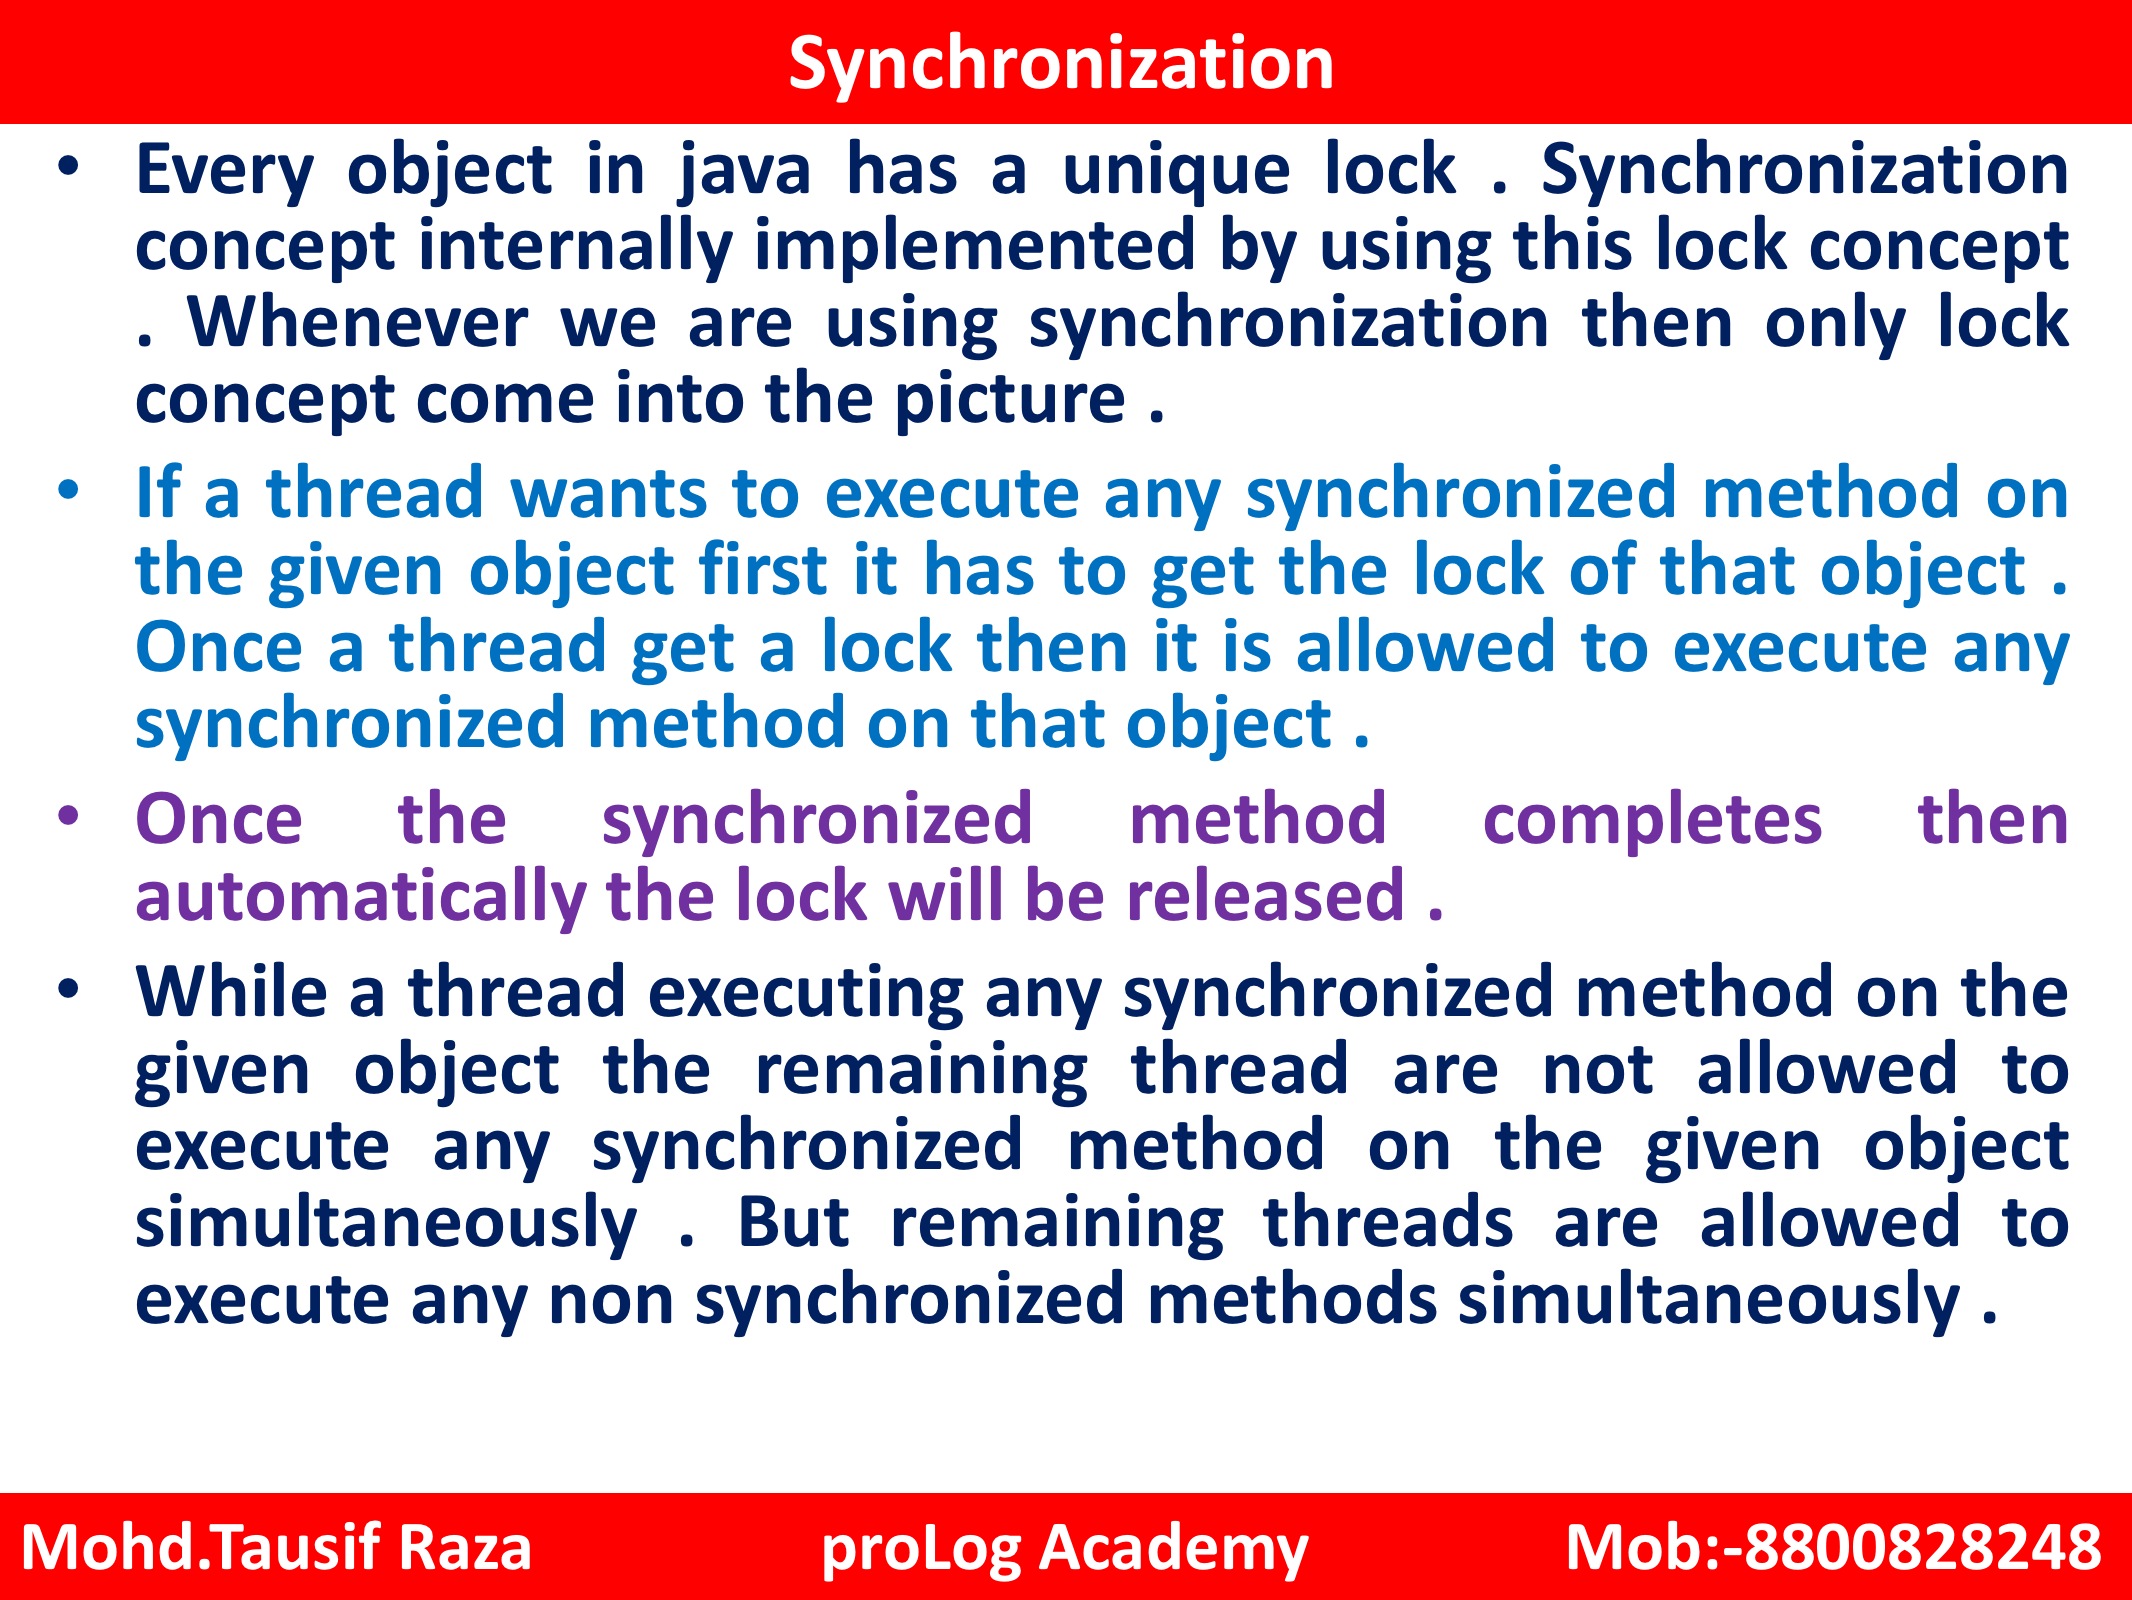 Synchronization
• Every object in java has a unique lock . Synchronization
concept internally implemented by using this lock concept
. Whenever we are using synchronization then only lock
concept come into the picture .
• If a thread wants to execute any synchronized method on
the given object first it has to get the lock of that object .
Once a thread get a lock then it is allowed to execute any
synchronized method on that object .
• Once the synchronized method completes then
automatically the lock will be released .
• While a thread executing any synchronized method on the
given object the remaining thread are not allowed to
execute any synchronized method on the given object
simultaneously . But remaining threads are allowed to
execute any non synchronized methods simultaneously .
Mohd.Tausif Raza proLog Academy Mob:-8800828248